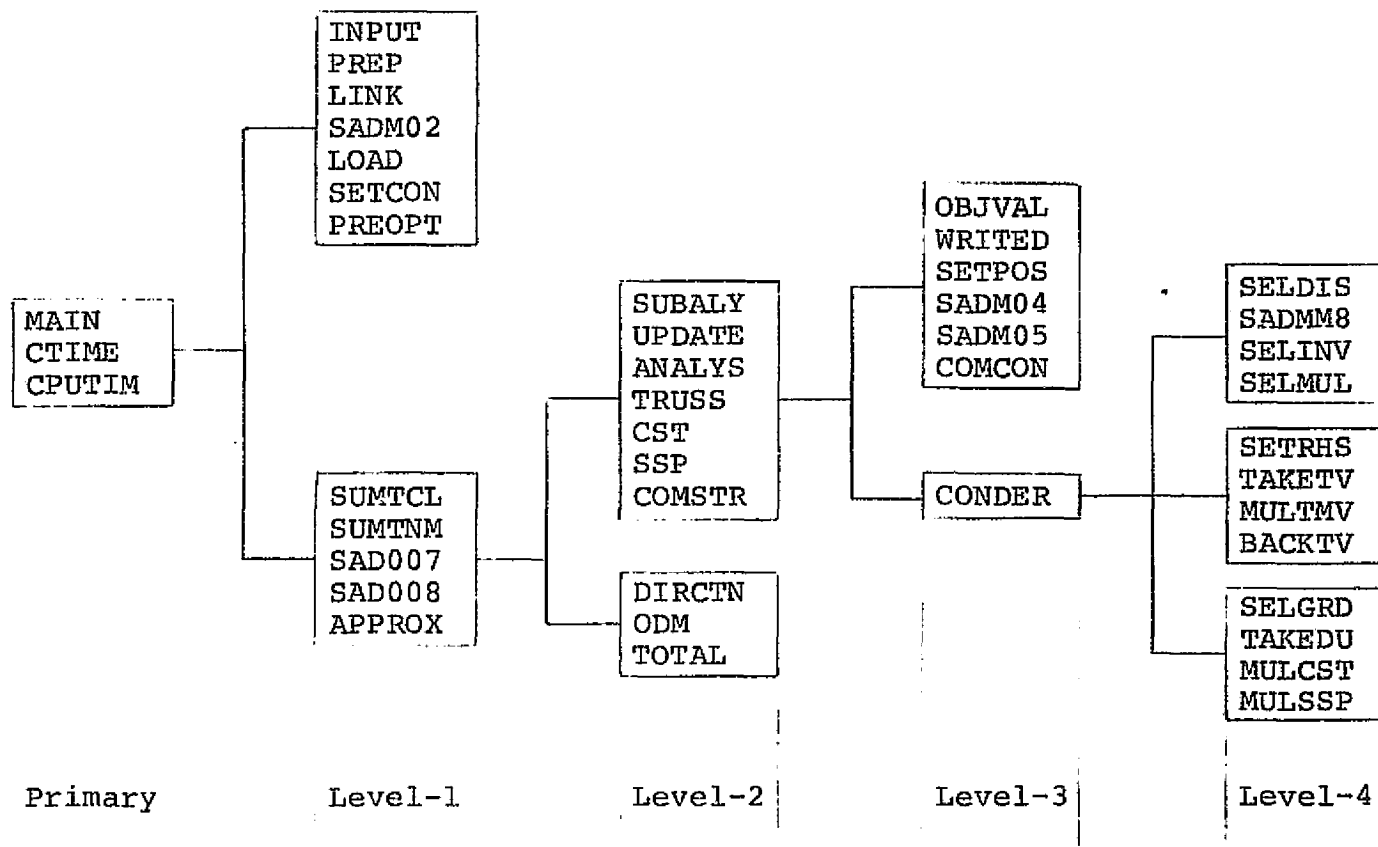 INPUT
PREP
LINK
SADM02
LOAD
SETCON
PREOPT
MAIN
CTIME
CPUTIM
SUMTCL
SUMTNM
SAD007
SAD008
APPROX
SUBALY
UPDATE
ANALYS
TRUSS
CST
SSP
COMSTR
DIRCTN
ODM
TOTAL
OBJVAL
WRITED
SETPOS
SADM04
SADM05
COMCON
CONDER
SELDIS
SADMM8
SELINV
SELMUL
SETRHS
TAKETV
MULTMV
BACKTV
SELGRD
TAKEDU
MULCST
MULSSP
Primary Level-1 Level-2 Level-3 Level-4